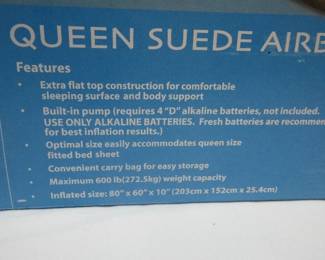 QUEEN SUEDE AIRB
Features
• Extra flat top construction for comfortable
sleeping surface and body support
• Built-in pump (requires 4 "D" alkaline batteries, not included.
USE ONLY ALKALINE BATTERIES. Fresh batteries are recommen
for best inflation results.)
• Optimal size easily accommodates queen size
fitted bed sheet
• Convenient carry bag for easy storage
• Maximum 600 lb(272.5kg) weight capacity
• Inflated size: 80" x 60" x 10" (203cm x 152cm x 25.4cm)